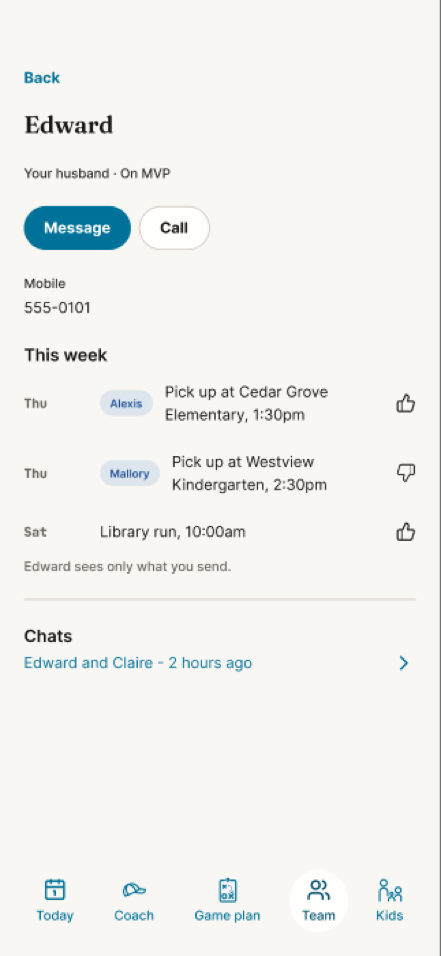 Back
Edward
Your husband · On MVP
Message
Call
Mobile
555-0101
This week
Thu
Alexis
Pick up at Cedar Grove
Elementary, 1:30pm
Thu
Mallory
Pick up at Westview
Kindergarten, 2:30pm
Sat
Library run, 10:00am
Edward sees only what you send.
Chats
Edward and Claire - 2 hours ago
Today
Coach
Game plan
Team
Kids